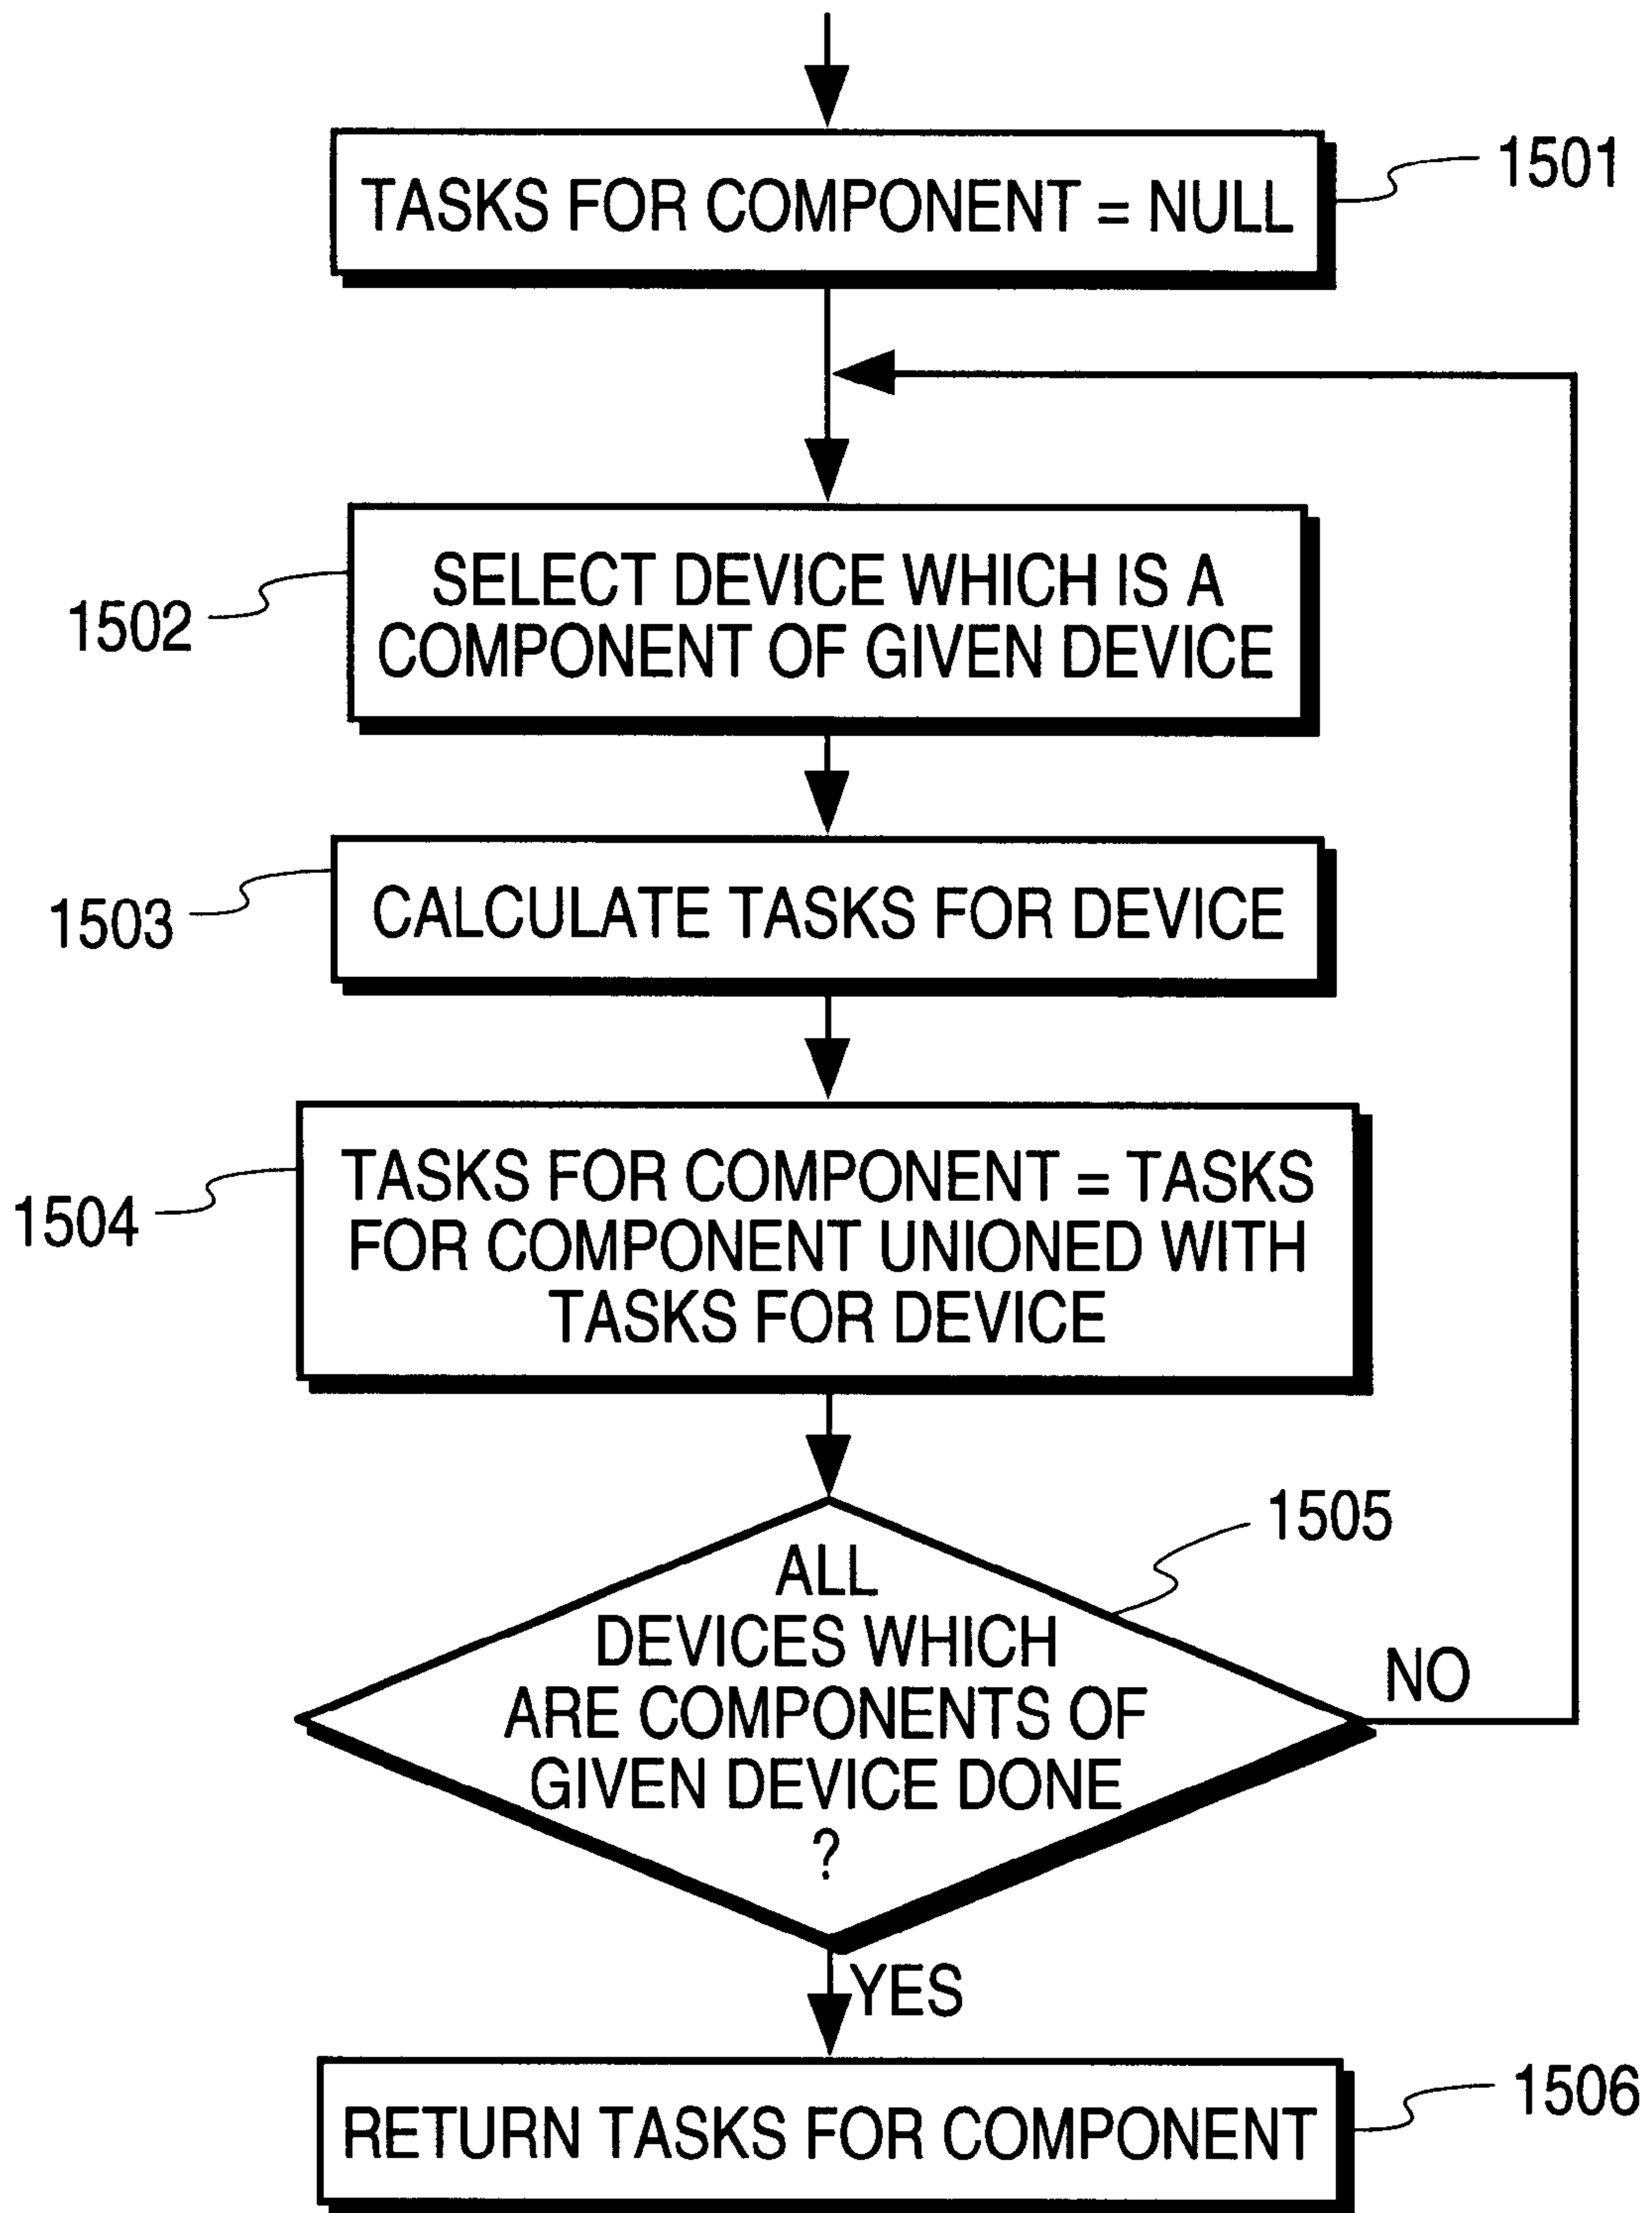 TASKS FOR COMPONENT = NULL
1501
SELECT DEVICE WHICH IS A
COMPONENT OF GIVEN DEVICE
1502
CALCULATE TASKS FOR DEVICE
1503
TASKS FOR COMPONENT = TASKS
FOR COMPONENT UNIONED WITH
TASKS FOR DEVICE
1504
ALL
DEVICES WHICH
ARE COMPONENTS OF
GIVEN DEVICE DONE
?
1505
NO
YES
RETURN TASKS FOR COMPONENT
1506